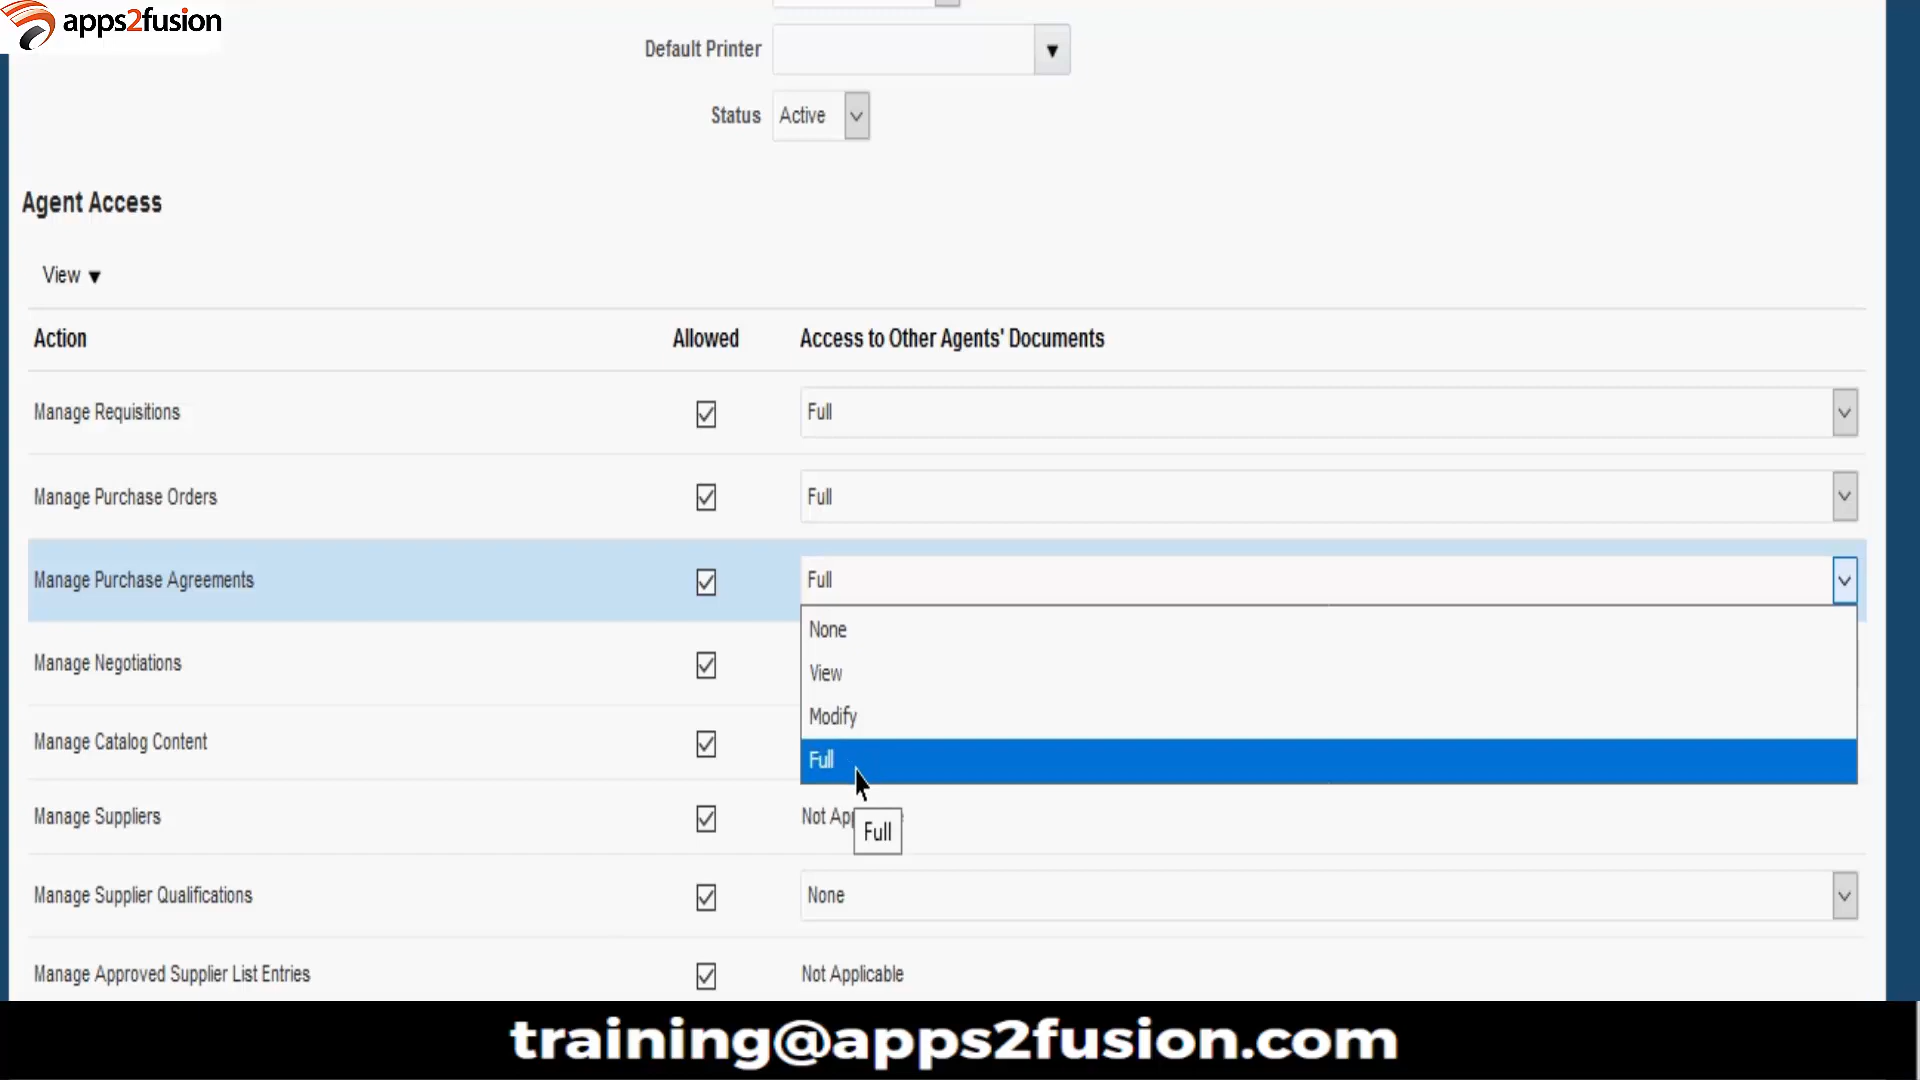 apps2fusion
Default Printer
Status Active
Agent Access
View
Action Allowed Access to Other Agents' Documents
Manage Requisitions Full
Manage Purchase Orders Full
Manage Purchase Agreements Full
None
View
Modify
Full
Manage Negotiations
Manage Catalog Content
Manage Suppliers Not
Full
Manage Supplier Qualifications None
Manage Approved Supplier List Entries Not Applicable
training@apps2fusion.com